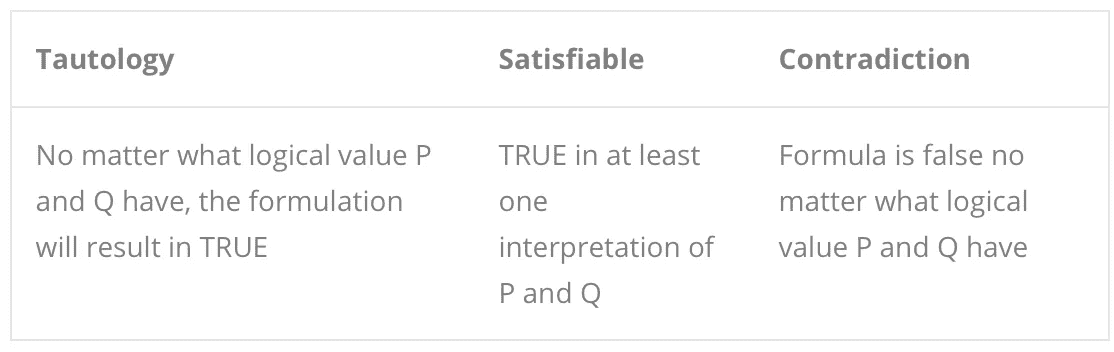 Tautology
Satisfiable
Contradiction
No matter what logical value P
and Q have, the formulation
will result in TRUE
TRUE in at least
one
interpretation of
P and Q
Formula is false no
matter what logical
value P and Q have